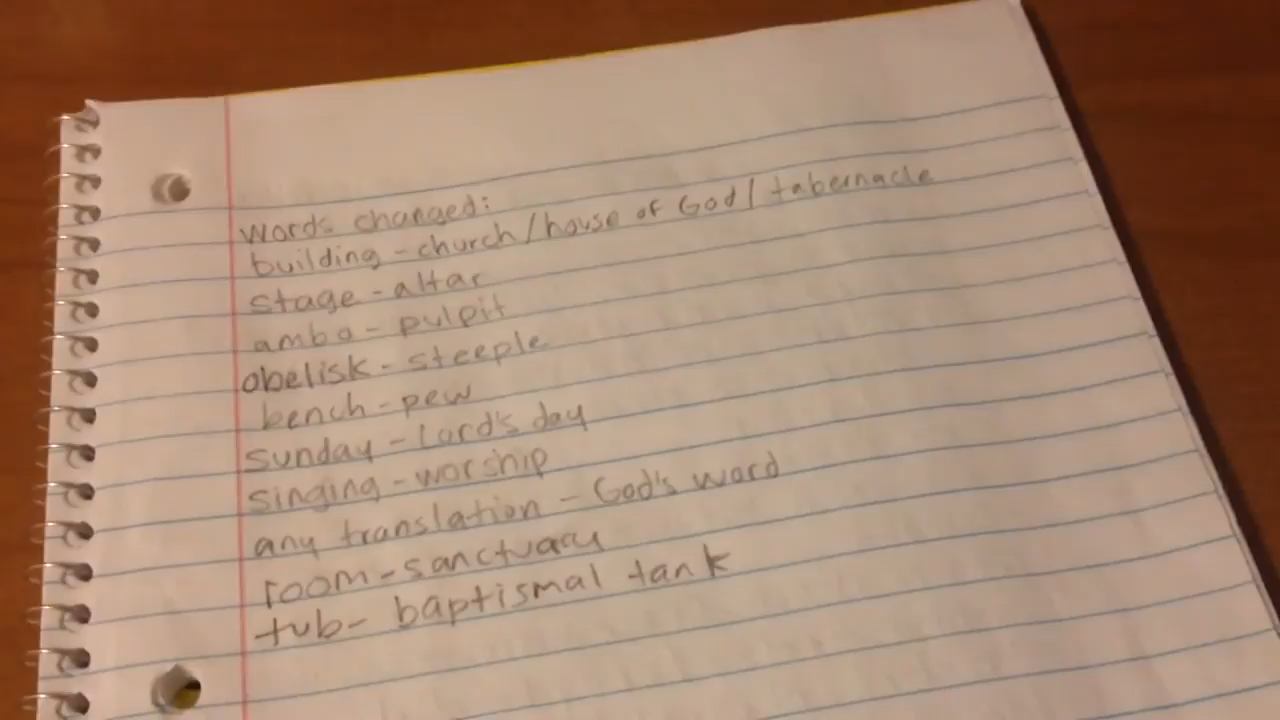 words changed:
building - church/house of God/ tabernacle
stage - altar
ambo - pulpit
obelisk - steeple
bench - pew
sunday - Lord's day
singing - worship
any translation - God's word
room - sanctuary
tub - baptismal tank